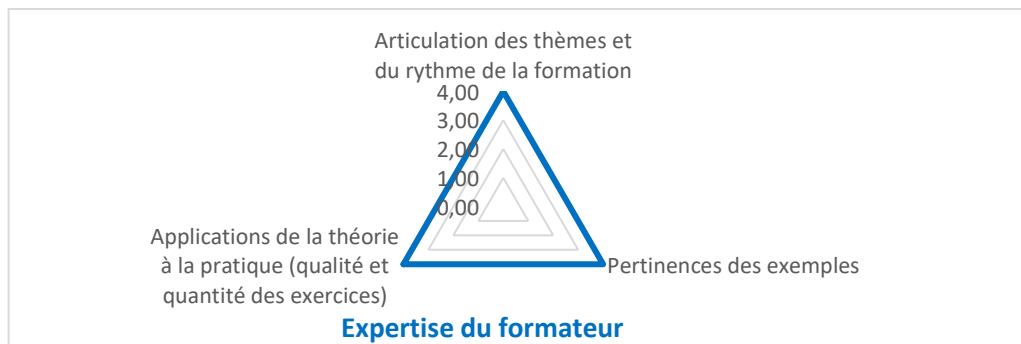 Articulation des thèmes et
du rythme de la formation
4,00
3,00
2,00
1,00
0,00
Applications de la théorie
à la pratique (qualité et
quantité des exercices)
Pertinences des exemples
Expertise du formateur